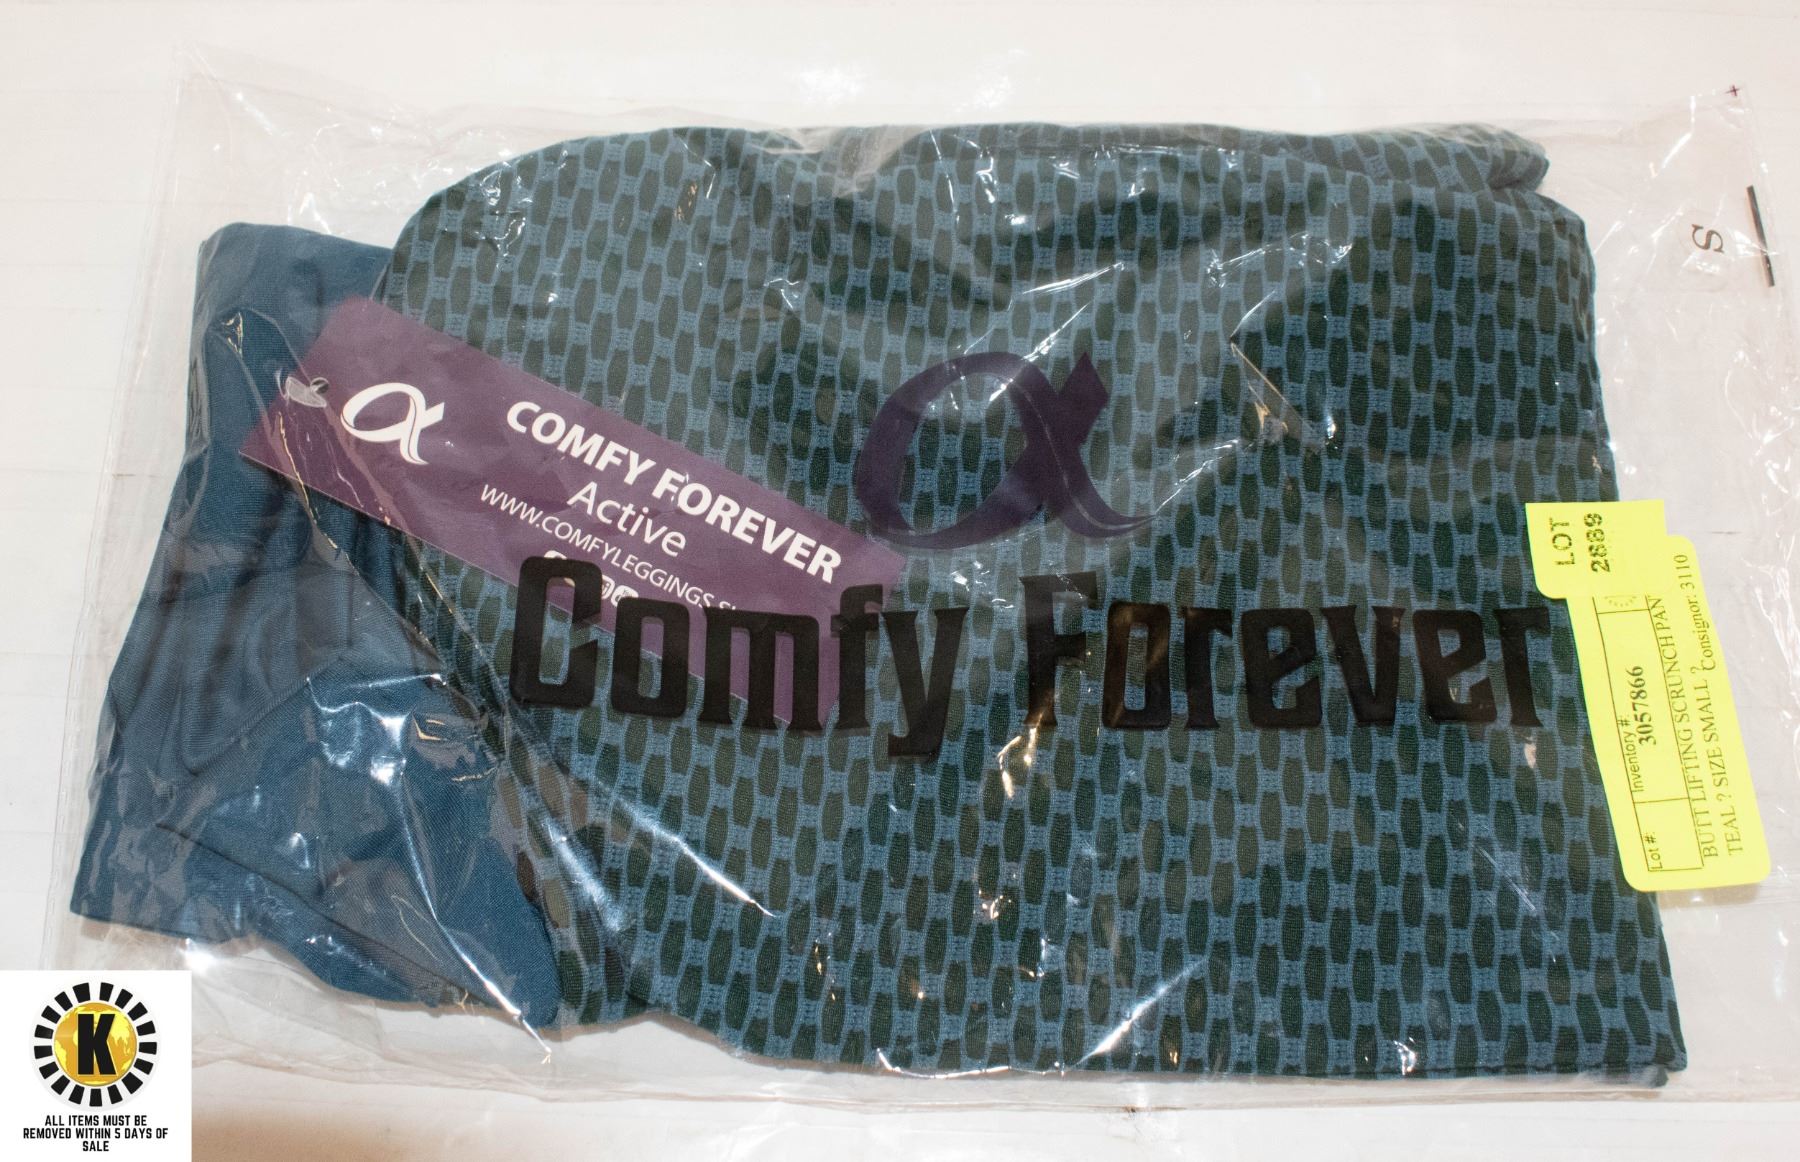 S
COMFY FOREVER
Active
WWW.COMFYLEGGINGS.
Comfy Forever
LOT
2889
Lot #:
Inventory #
3057866
BUTT LIFTING SCRUNCH PAN
TEAL ? SIZE SMALL ?
Consignor: 3110
K
ALL ITEMS MUST BE
REMOVED WITHIN 5 DAYS OF
SALE